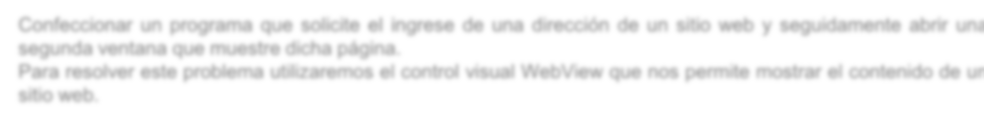 Confeccionar un programa que solicite el ingrese de una dirección de un sitio web y seguidamente abrir una
segunda ventana que muestre dicha página.
Para resolver este problema utilizaremos el control visual WebView que nos permite mostrar el contenido de un
sitio web.